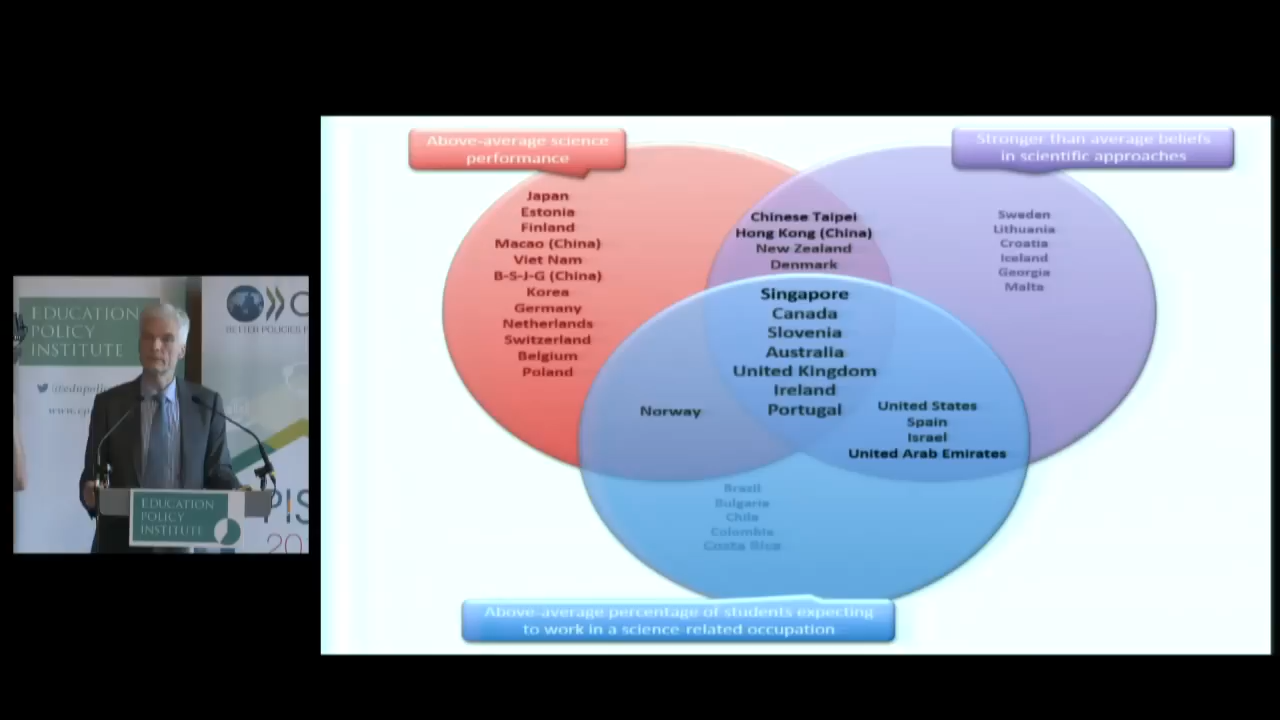 EDUCATION
POLICY
INSTITUTE
BETTER POLICIES F
EDUCATION
POLICY
INSTITUTE
PIS
201
Above-average science
performance
Stronger than average beliefs
in scientific approaches
Japan
Estonia
Finland
Macao (China)
Viet Nam
B-S-J-G (China)
Korea
Germany
Netherlands
Switzerland
Belgium
Poland
Chinese Taipei
Hong Kong (China)
New Zealand
Denmark
Sweden
Lithuania
Croatia
Iceland
Georgia
Malta
Singapore
Canada
Slovenia
Australia
United Kingdom
Ireland
Portugal
Norway
United States
Spain
Israel
United Arab Emirates
Brazil
Bulgaria
Chile
Colombia
Costa Rica
Above-average percentage of students expecting
to work in a science-related occupation